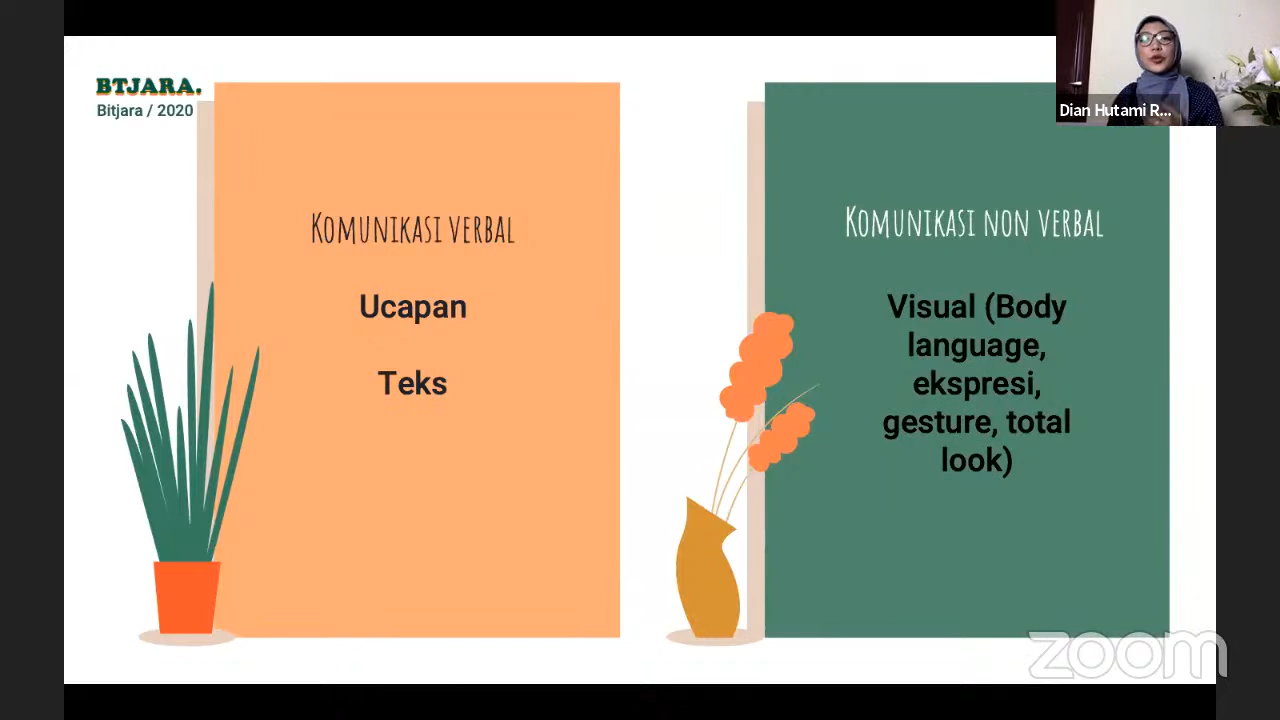 BTJARA.
Bitjara / 2020
KOMUNIKASI VERBAL
Ucapan
Teks
KOMUNIKASI NON VERBAL
Visual (Body
language,
ekspresi,
gesture, total
look)
Dian Hutami R...
zoom